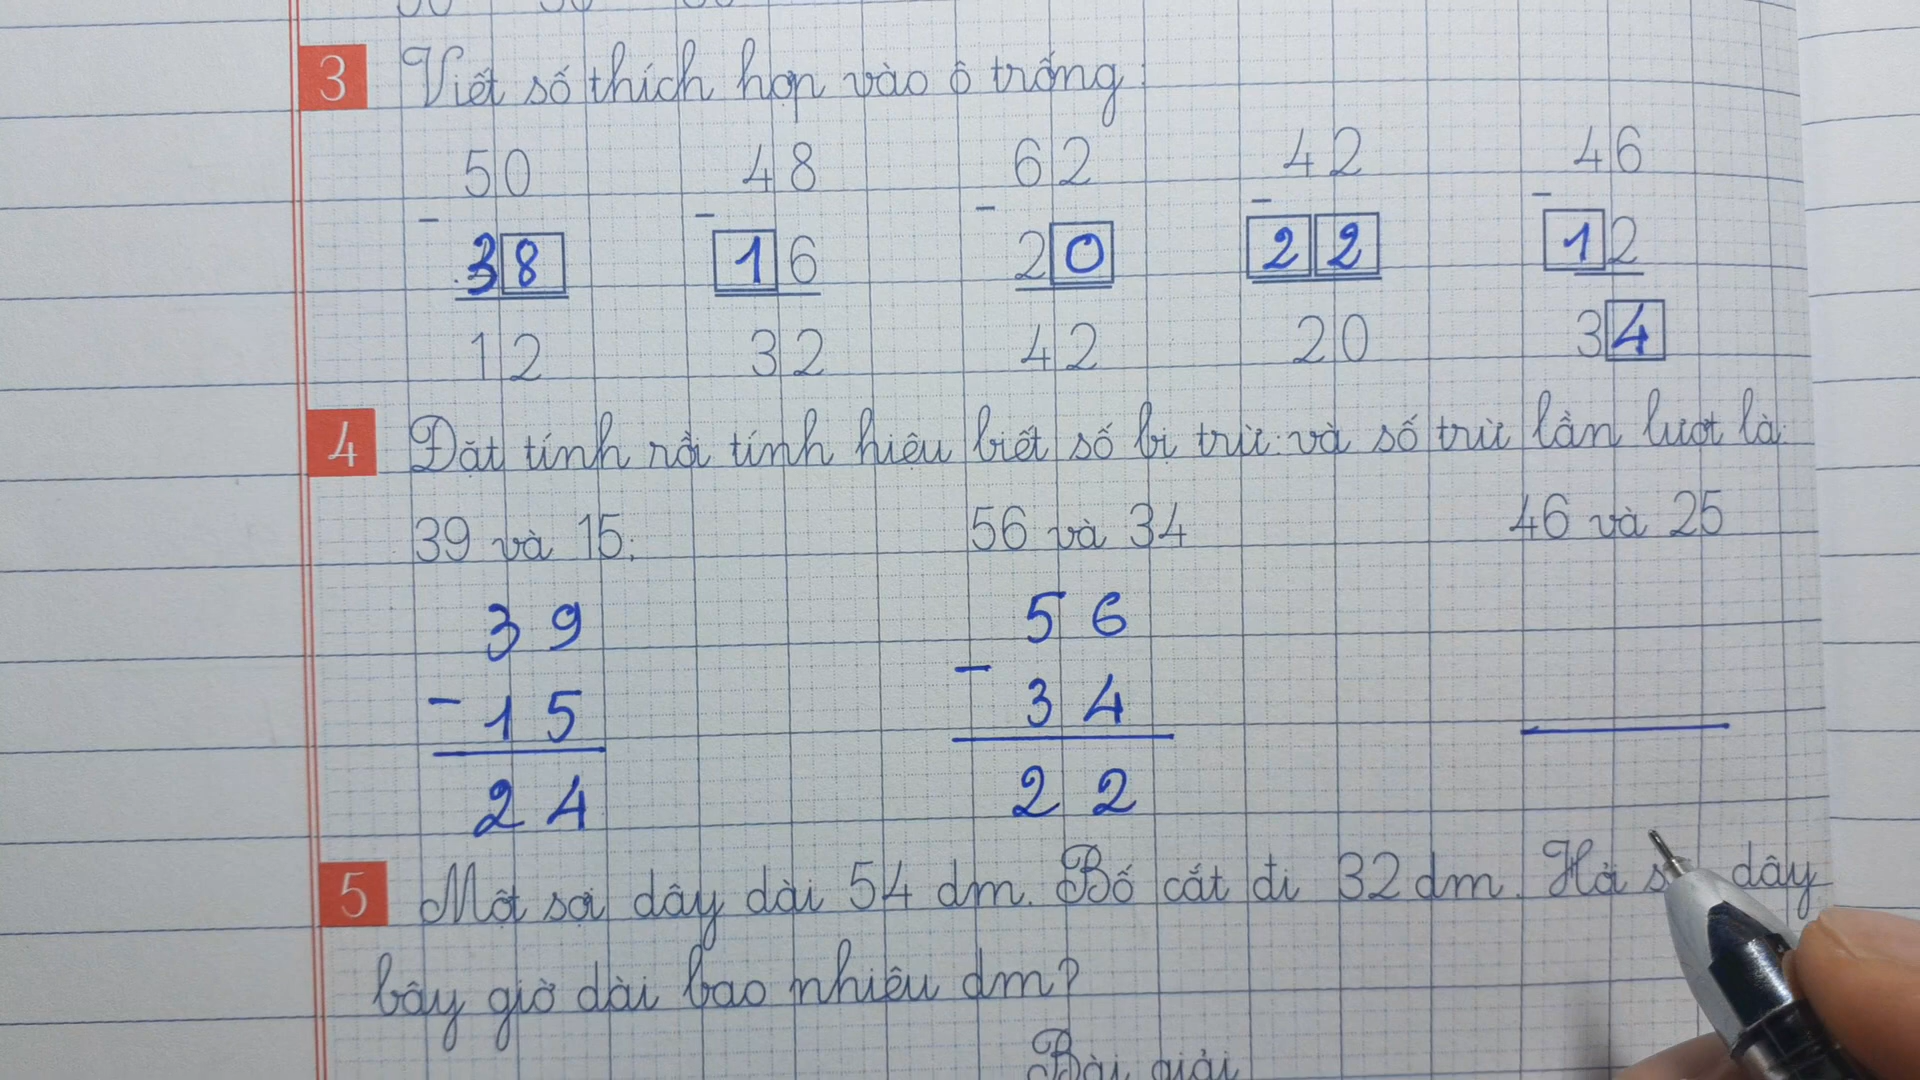 3 Viết số thích hợp vào ô trống:
50 48 62 42 46
- - - - -
38 16 20 22 12
12 32 42 20 34
4 Đặt tính rồi tính hiệu biết số bị trừ và số trừ lần lượt là
39 và 15; 56 và 34 46 và 25
39 56
- -
15 34
24 22
5 Một sợi dây dài 54 dm. Bố cắt đi 32 dm. Hỏi dây
bây giờ dài bao nhiêu dm?
Bài giải